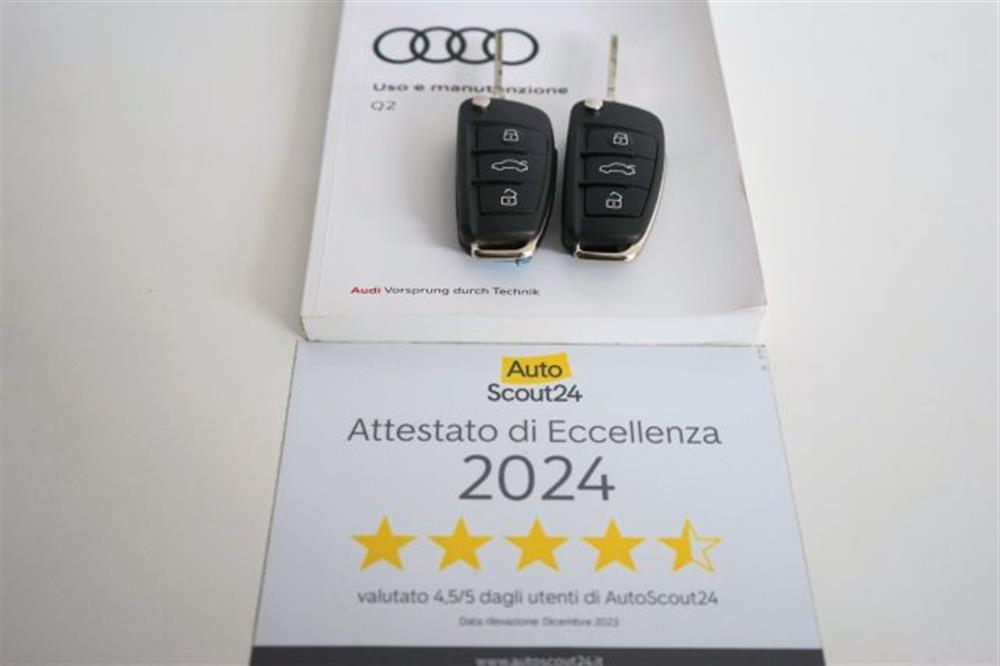 Uso e manutenzione
Q2
Audi Vorsprung durch Technik
Auto
Scout24
Attestato di Eccellenza
2024
valutato 4,5/5 dagli utenti di AutoScout24
Data rilevazione: Dicembre 2023
www.autoscout24.it